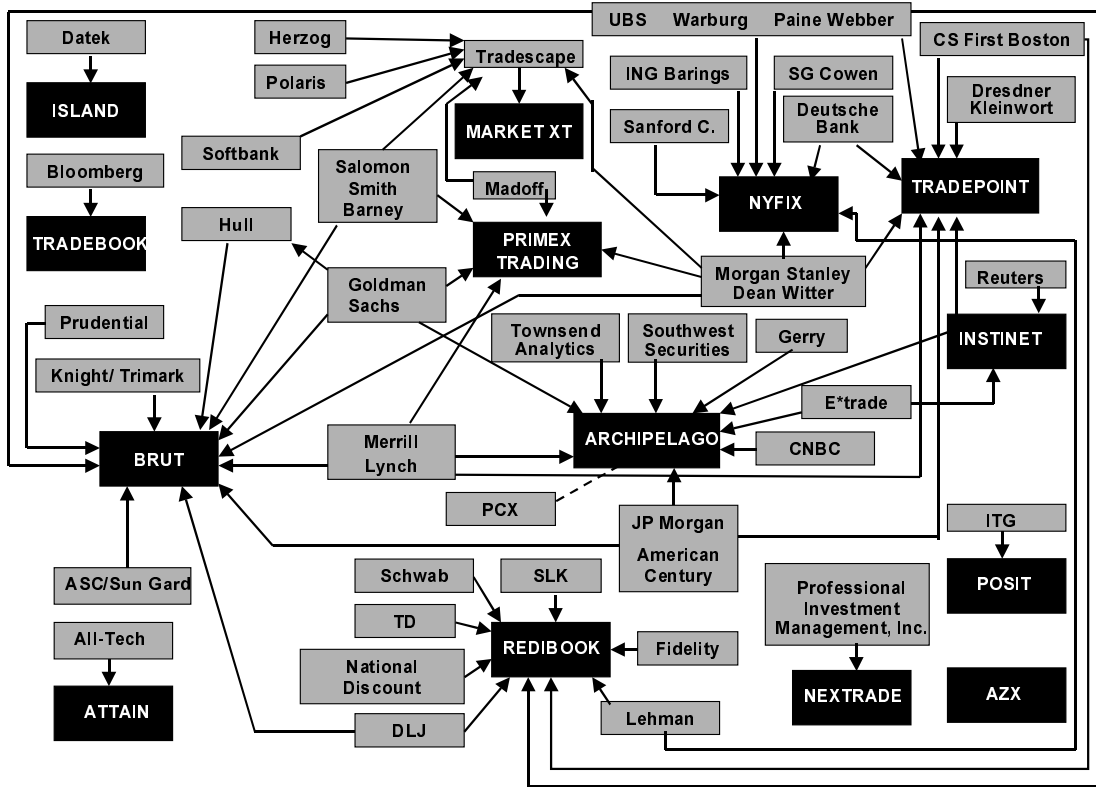 UBS Warburg Paine Webber
Datek
Herzog
Tradescape
CS First Boston
Polaris
ING Barings
SG Cowen
Dresdner
Kleinwort
ISLAND
MARKET XT
Sanford C.
Deutsche
Bank
Softbank
Bloomberg
Salomon
Smith
Barney
Madoff
NYFIX
TRADEPOINT
TRADEBOOK
Hull
PRIMEX
TRADING
Goldman
Sachs
Morgan Stanley
Dean Witter
Reuters
Prudential
Townsend
Analytics
Southwest
Securities
Gerry
INSTINET
Knight/ Trimark
E*trade
BRUT
Merrill
Lynch
ARCHIPELAGO
CNBC
PCX
JP Morgan
American
Century
ITG
ASC/Sun Gard
Schwab
SLK
Professional
Investment
Management, Inc.
POSIT
All-Tech
TD
REDIBOOK
Fidelity
National
Discount
ATTAIN
DLJ
Lehman
NEXTRADE
AZX